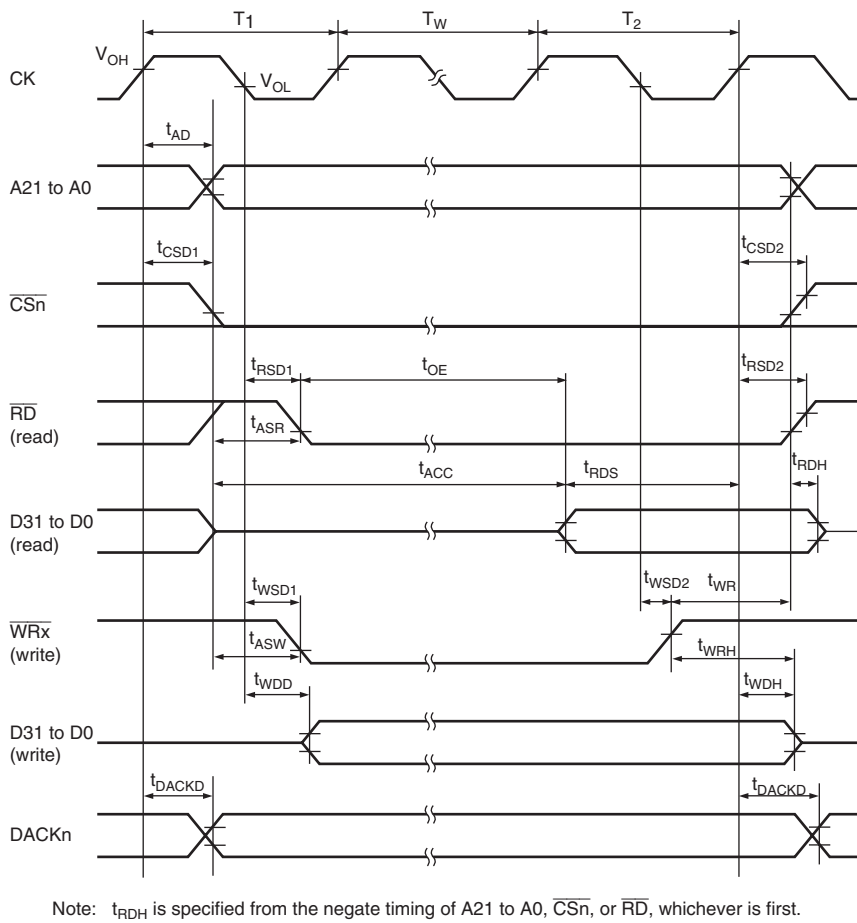 T1 TW T2
VOH
CK
VOL
tAD
A21 to A0
tCSD1 tCSD2
CSn
tRSD1 tOE tRSD2
RD
(read)
tASR
tACC tRDS tRDH
D31 to D0
(read)
tWSD1 tWSD2 tWR
WRx
(write)
tASW tWRH
tWDD tWDH
D31 to D0
(write)
tDACKD tDACKD
DACKn
Note: tRDH is specified from the negate timing of A21 to A0, CSn, or RD, whichever is first.